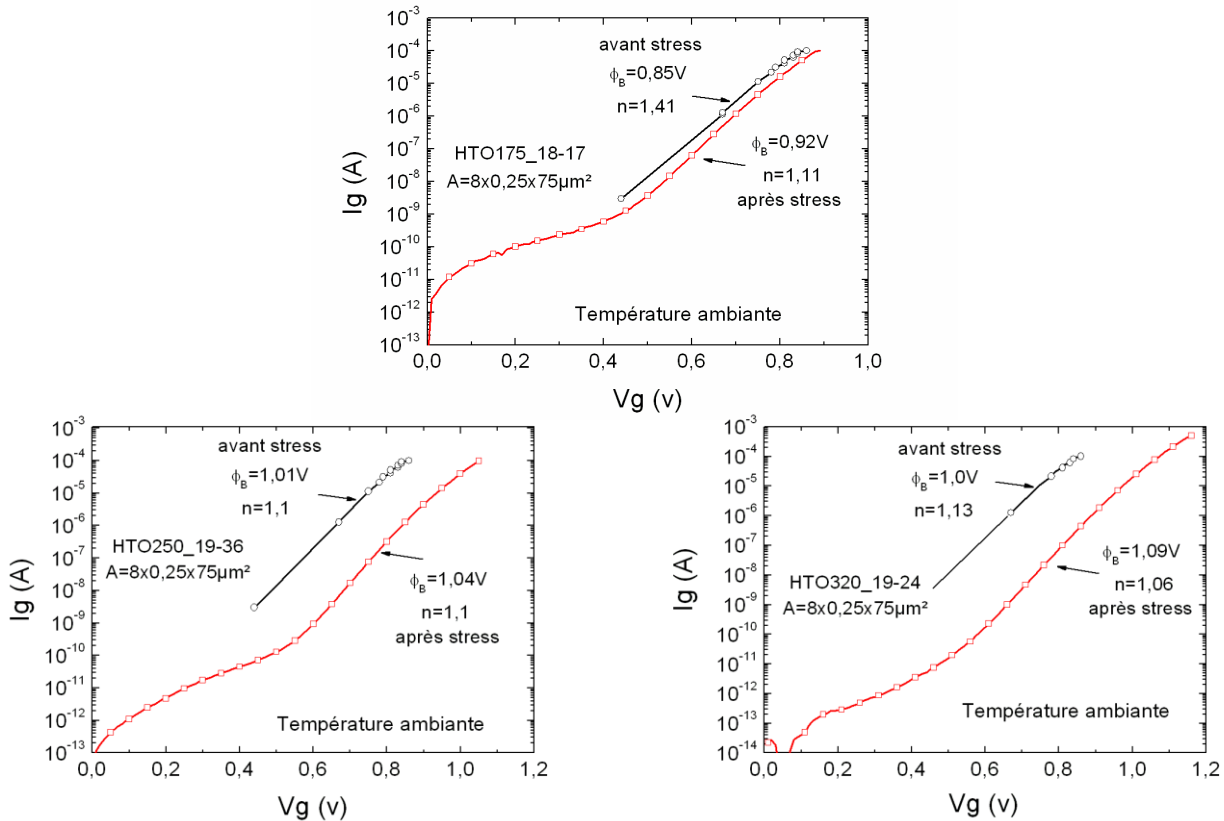 10⁻³
10⁻⁴
10⁻⁵
10⁻⁶
10⁻⁷
10⁻⁸
10⁻⁹
10⁻¹⁰
10⁻¹¹
10⁻¹²
10⁻¹³
Ig (A)
avant stress
ϕ_B=0,85V
n=1,41
HTO175_18-17
A=8x0,25x75µm²
ϕ_B=0,92V
n=1,11
après stress
Température ambiante
0,0 0,2 0,4 0,6 0,8 1,0
Vg (v)
10⁻³
10⁻⁴
10⁻⁵
10⁻⁶
10⁻⁷
10⁻⁸
10⁻⁹
10⁻¹⁰
10⁻¹¹
10⁻¹²
10⁻¹³
Ig (A)
avant stress
ϕ_B=1,01V
n=1,1
HTO250_19-36
A=8x0,25x75µm²
ϕ_B=1,04V
n=1,1
après stress
Température ambiante
0,0 0,2 0,4 0,6 0,8 1,0 1,2
Vg (v)
10⁻³
10⁻⁴
10⁻⁵
10⁻⁶
10⁻⁷
10⁻⁸
10⁻⁹
10⁻¹⁰
10⁻¹¹
10⁻¹²
10⁻¹³
10⁻¹⁴
Ig (A)
avant stress
ϕ_B=1,0V
n=1,13
HTO320_19-24
A=8x0,25x75µm²
ϕ_B=1,09V
n=1,06
après stress
Température ambiante
0,0 0,2 0,4 0,6 0,8 1,0 1,2
Vg (v)